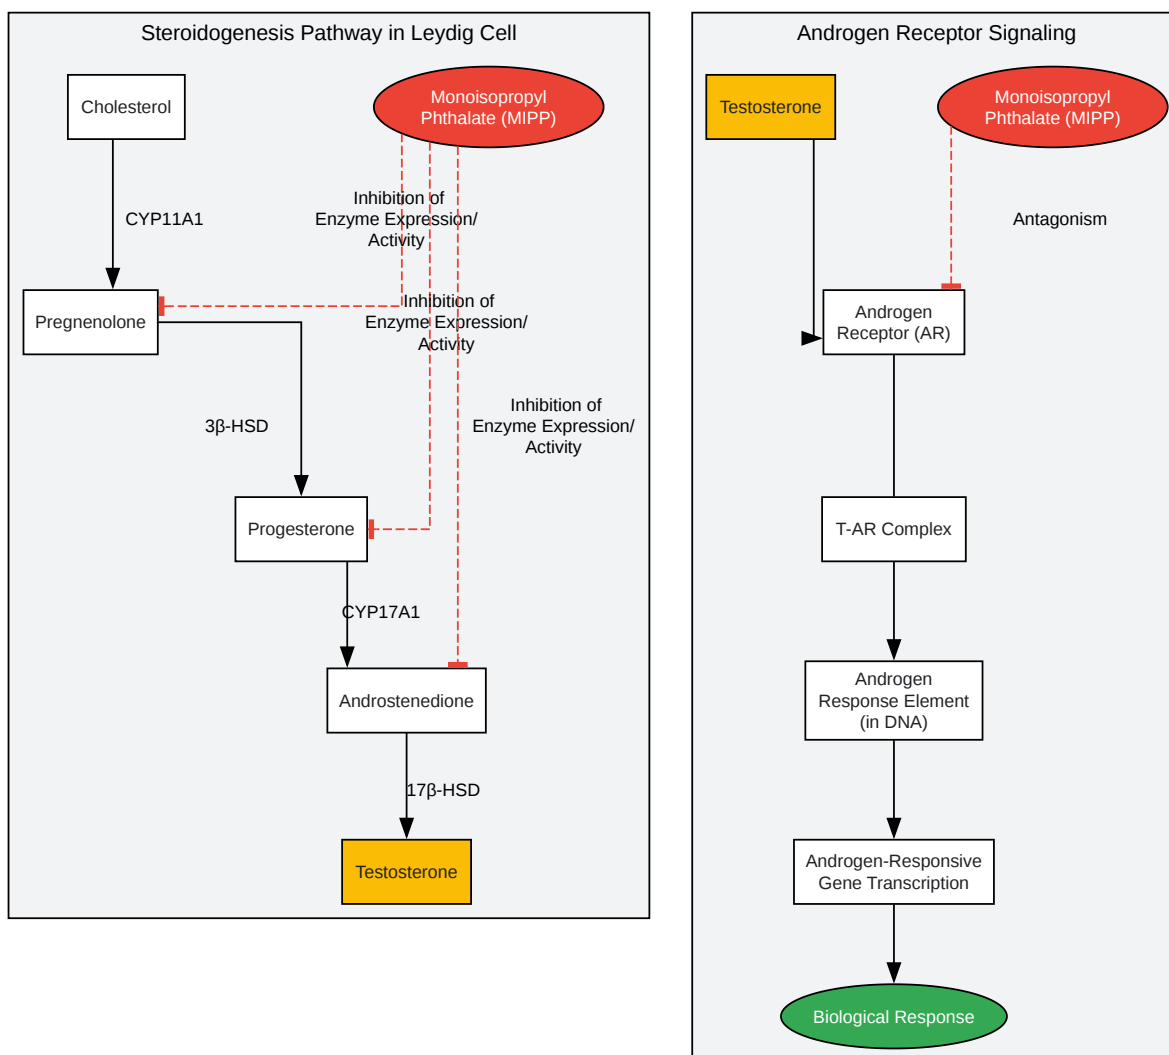 Steroidogenesis Pathway in Leydig Cell
Cholesterol
Monoisopropyl
Phthalate (MIPP)
CYP11A1
Inhibition of
Enzyme Expression/
Activity
Pregnenolone
Inhibition of
Enzyme Expression/
Activity
3β-HSD
Inhibition of
Enzyme Expression/
Activity
Progesterone
CYP17A1
Androstenedione
17β-HSD
Testosterone
Androgen Receptor Signaling
Testosterone
Monoisopropyl
Phthalate (MIPP)
Antagonism
Androgen
Receptor (AR)
T-AR Complex
Androgen
Response Element
(in DNA)
Androgen-Responsive
Gene Transcription
Biological Response